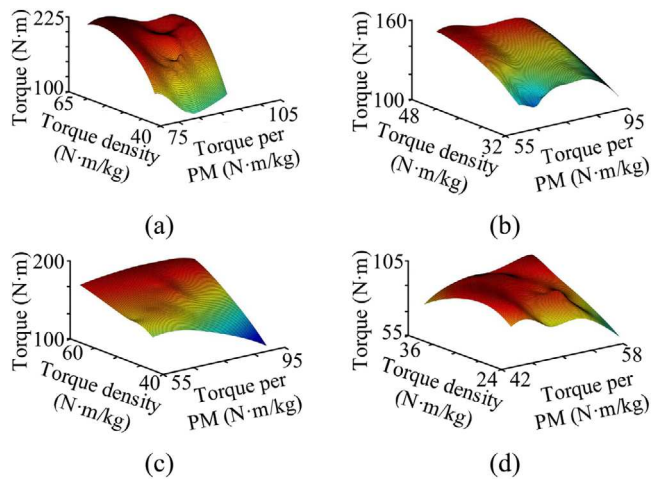 225
Torque (N·m)
100
65
Torque density
(N·m/kg)
40
75
Torque per
PM (N·m/kg)
105
(a)
160
Torque (N·m)
100
48
Torque density
(N·m/kg)
32
55
Torque per
PM (N·m/kg)
95
(b)
200
Torque (N·m)
100
60
Torque density
(N·m/kg)
40
55
Torque per
PM (N·m/kg)
95
(c)
105
Torque (N·m)
55
36
Torque density
(N·m/kg)
24
42
Torque per
PM (N·m/kg)
58
(d)